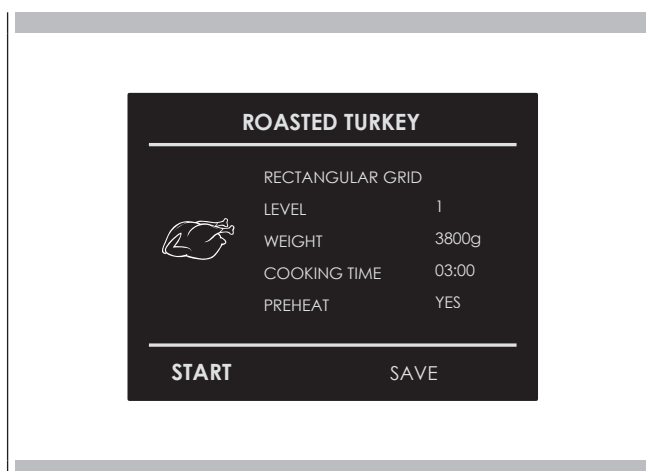 ROASTED TURKEY
RECTANGULAR GRID
LEVEL 1
WEIGHT 3800g
COOKING TIME 03:00
PREHEAT YES
START SAVE